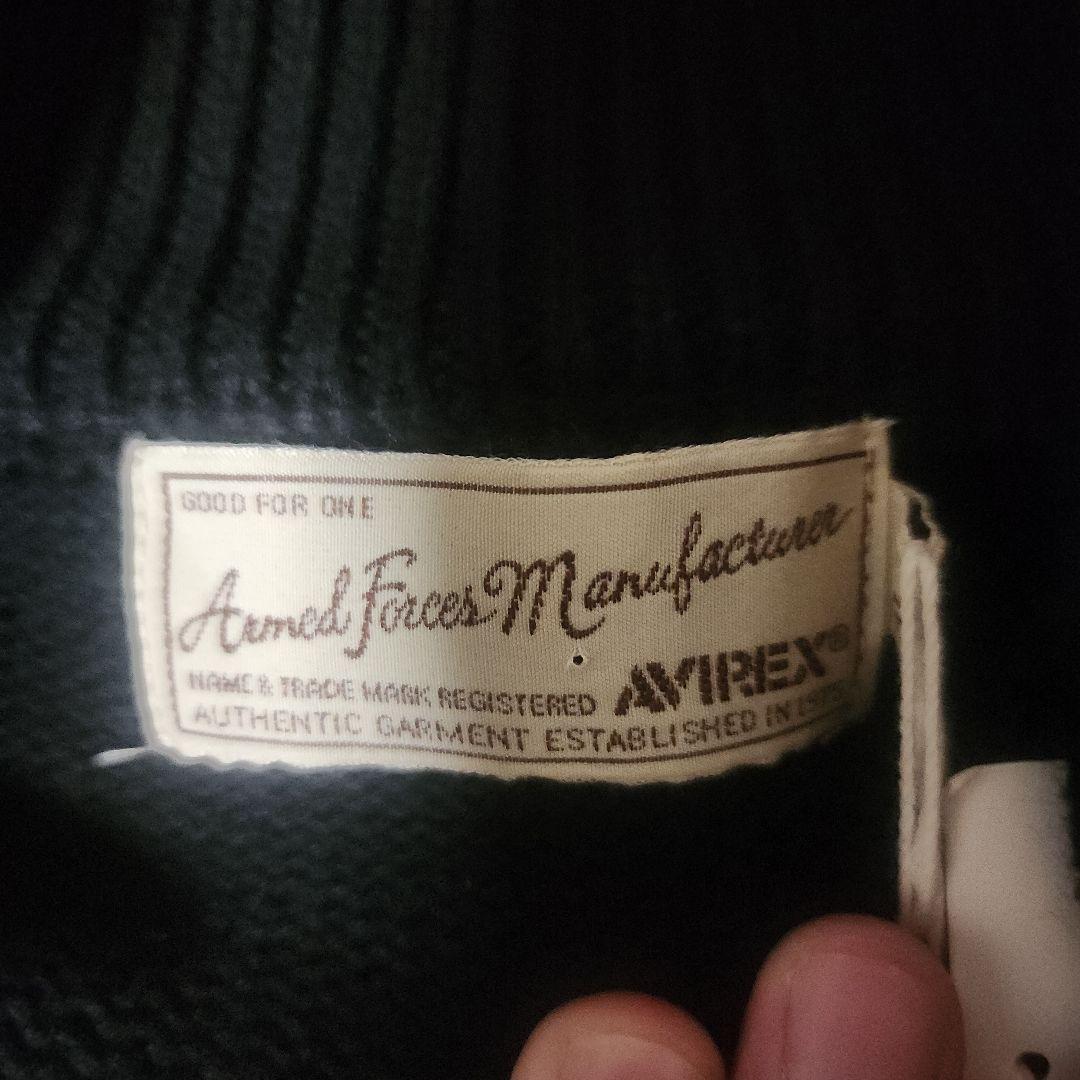 GOOD FOR ONE
Armed Forces Manufacturer
NAME & TRADE MARK REGISTERED AVIREX®
AUTHENTIC GARMENT ESTABLISHED IN